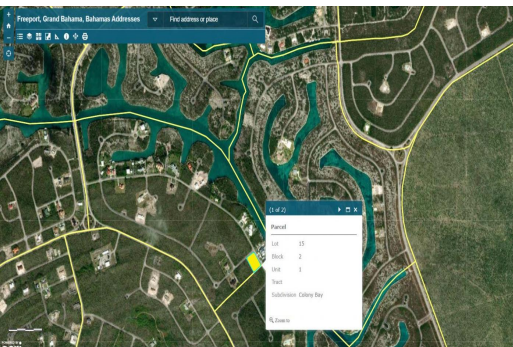 Freeport, Grand Bahama, Bahamas Addresses
Find address or place
(1 of 2)
Parcel
Lot 15
Block 2
Unit 1
Tract
Subdivision Colony Bay
Zoom to